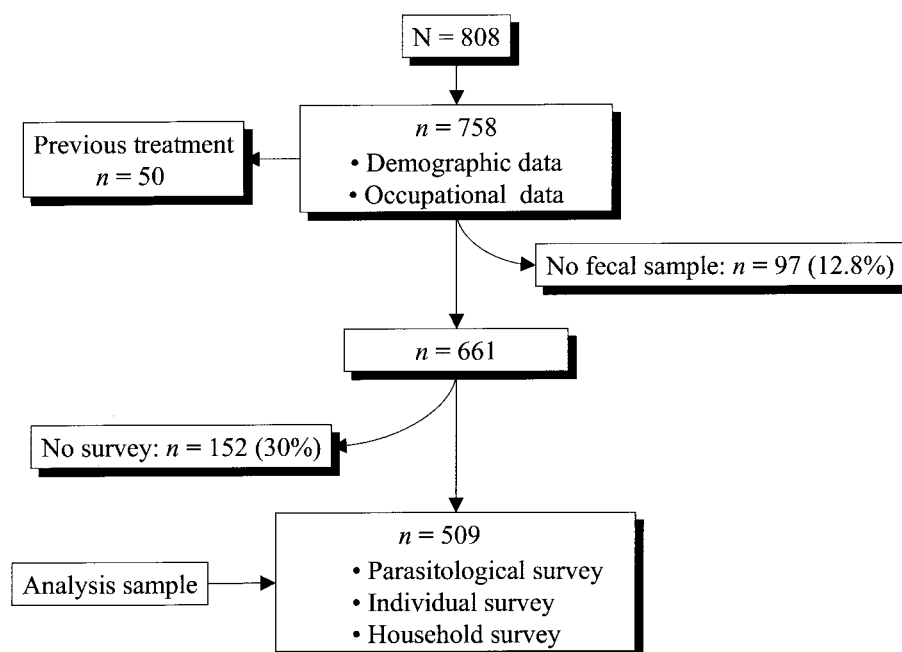 N = 808
n = 758
• Demographic data
• Occupational data
Previous treatment
n = 50
No fecal sample: n = 97 (12.8%)
n = 661
No survey: n = 152 (30%)
n = 509
• Parasitological survey
• Individual survey
• Household survey
Analysis sample